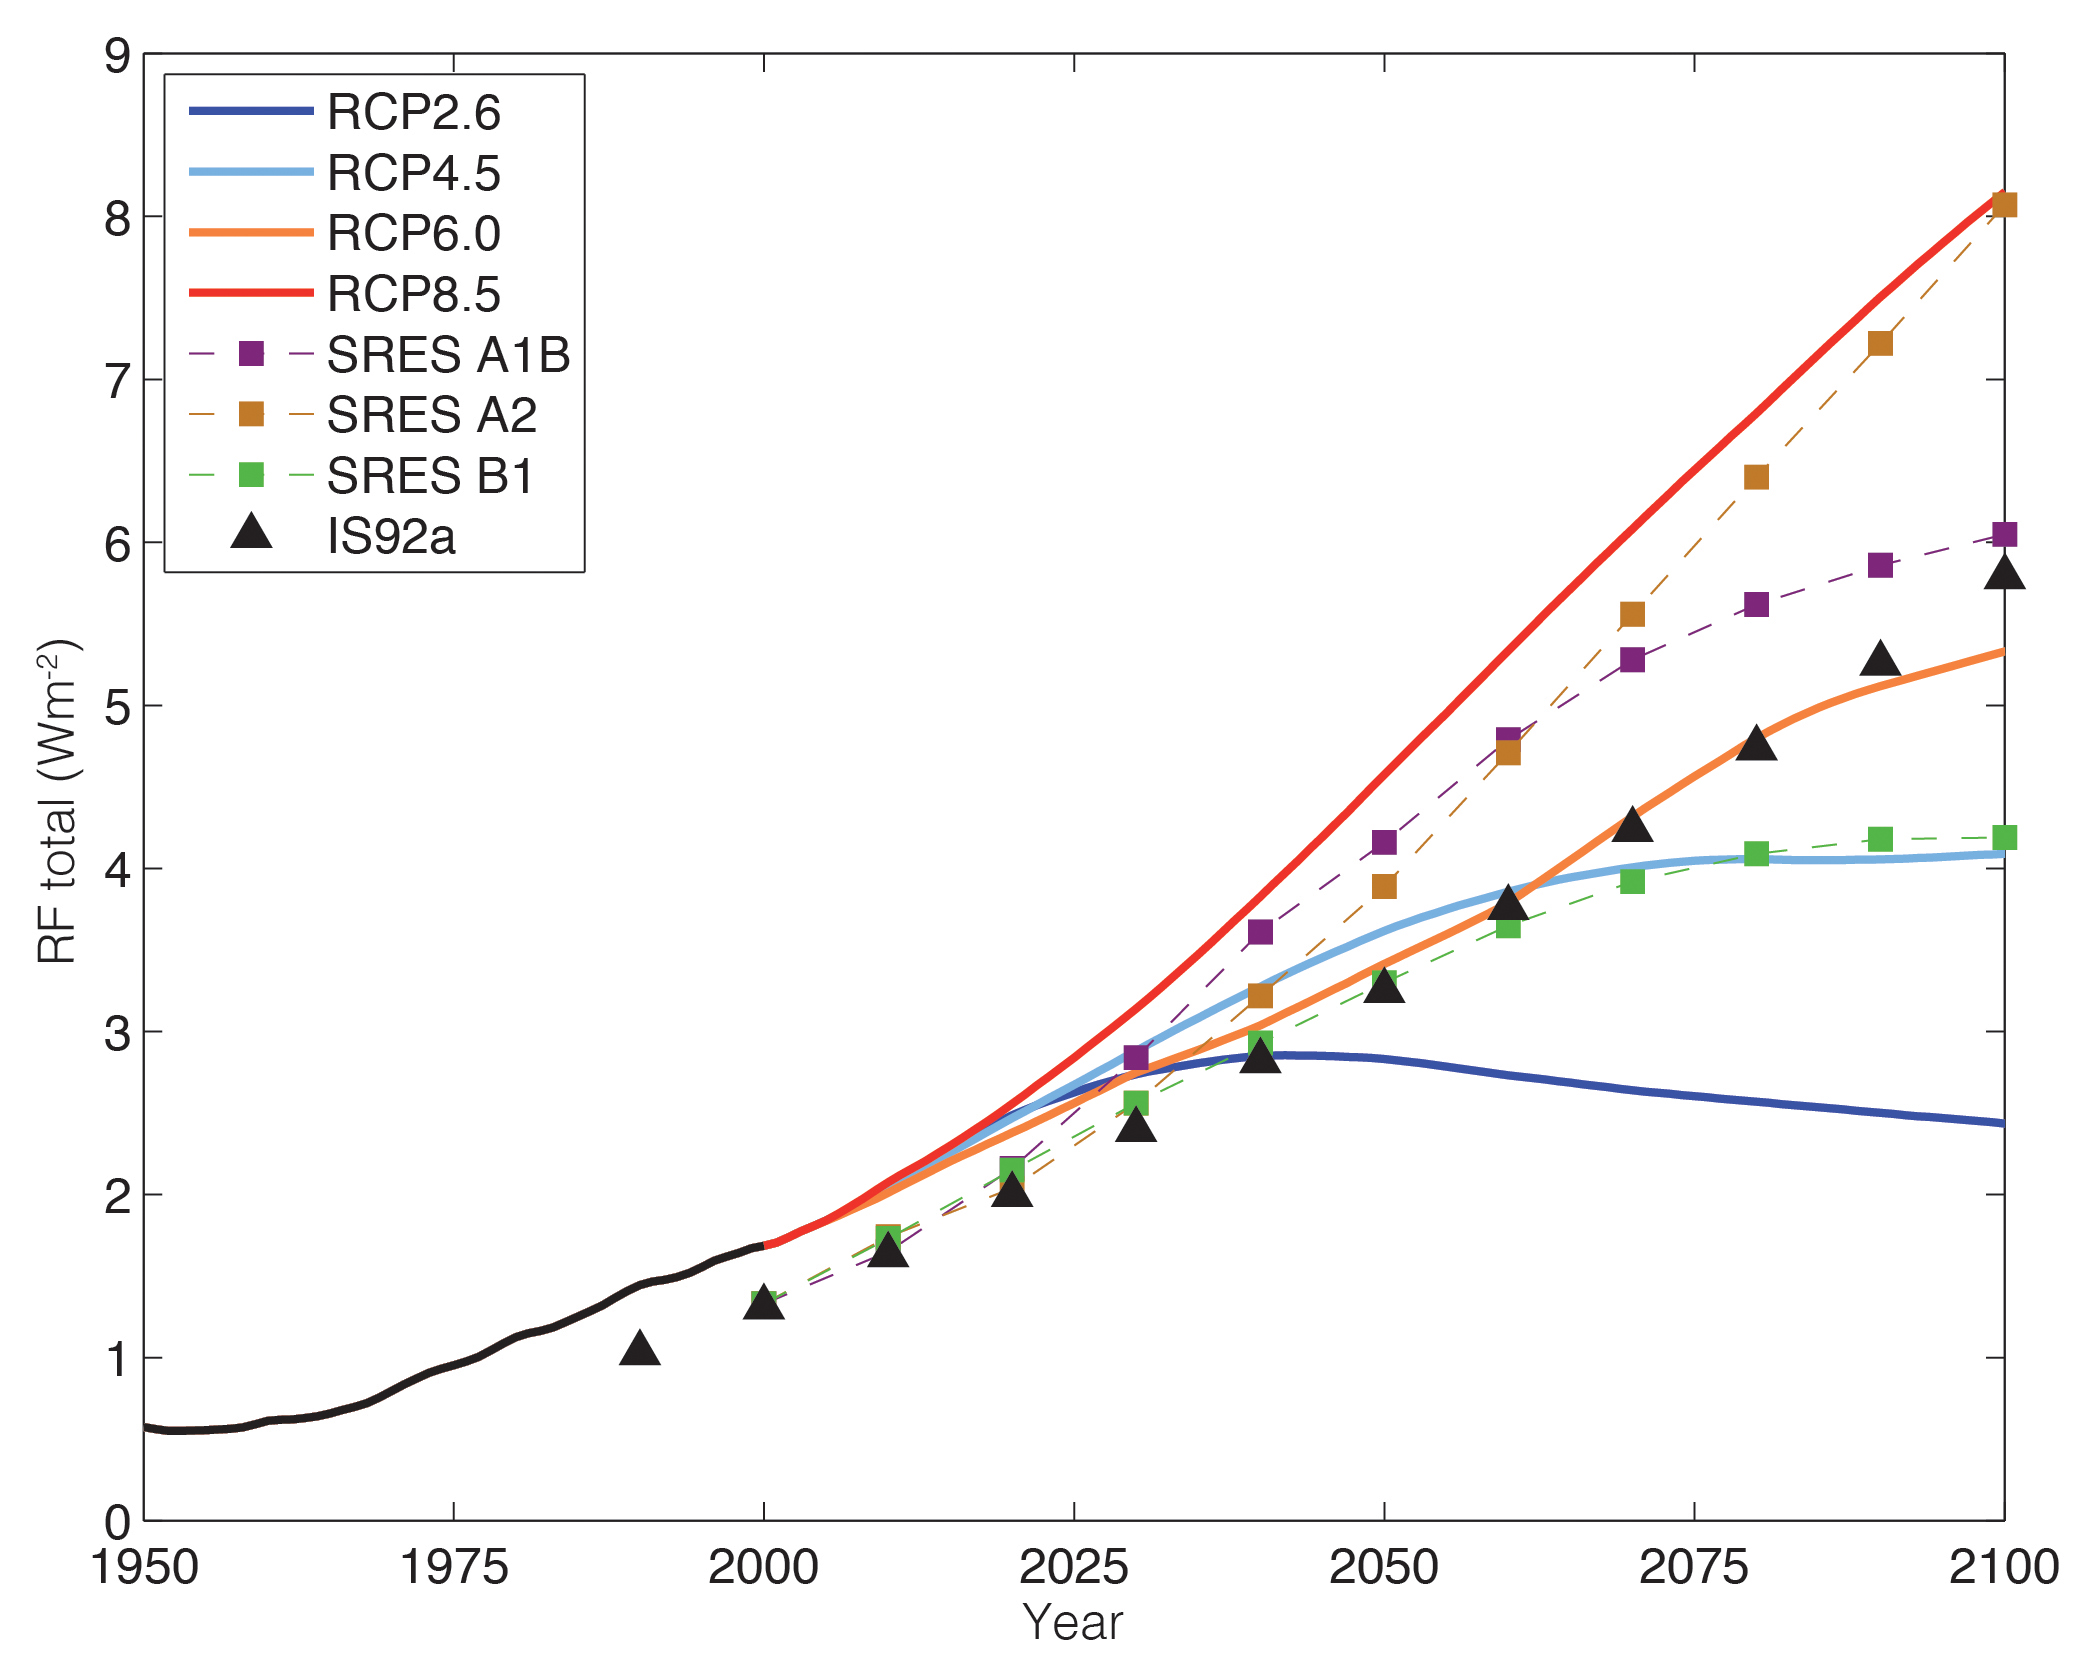 9
8
7
6
5
4
3
2
1
0
RCP2.6
RCP4.5
RCP6.0
RCP8.5
SRES A1B
SRES A2
SRES B1
IS92a
RF total (Wm-2)
1950 1975 2000 2025 2050 2075 2100
Year